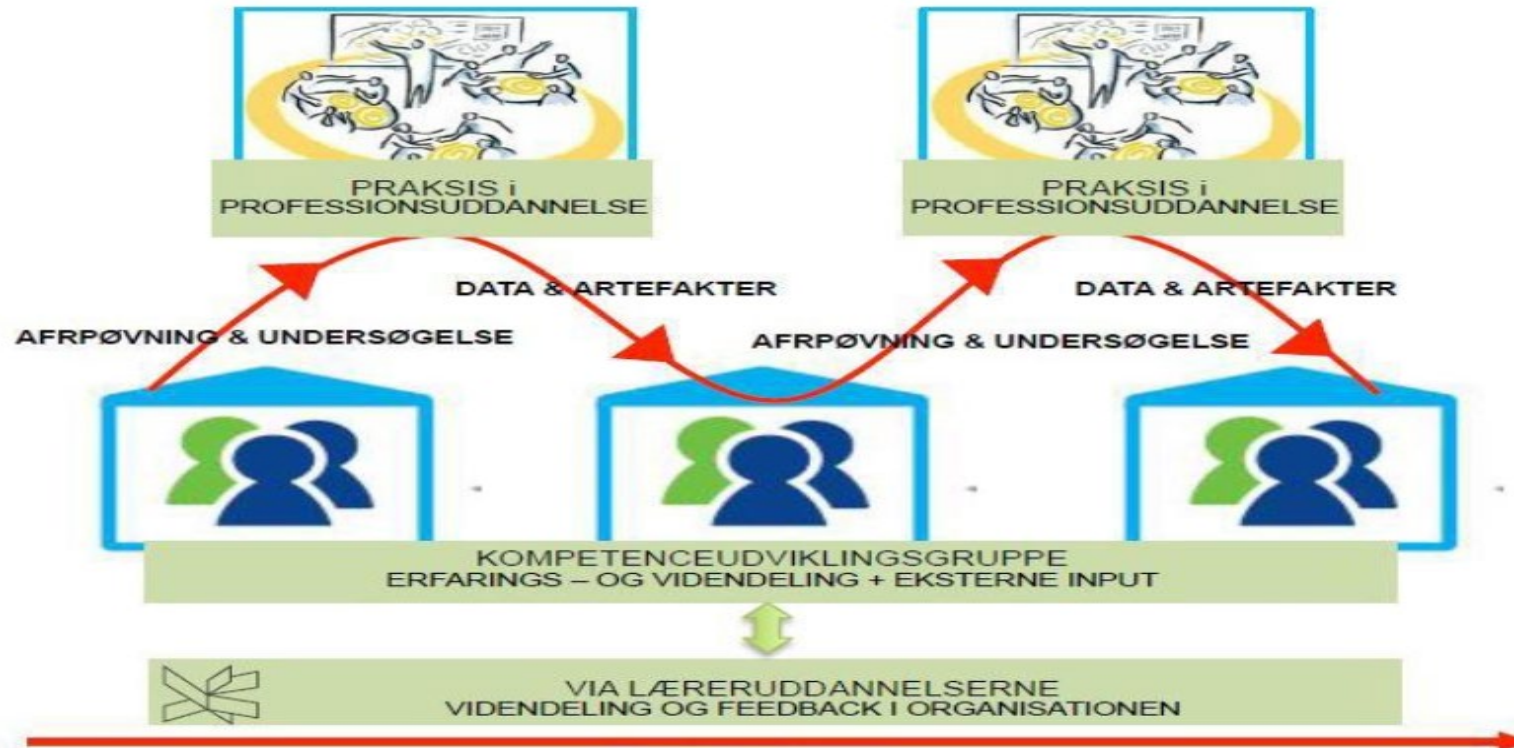 PRAKSIS i
PROFESSIONSUDDANNELSE
PRAKSIS i
PROFESSIONSUDDANNELSE
DATA & ARTEFAKTER
DATA & ARTEFAKTER
AFRPØVNING & UNDERSØGELSE
AFRPØVNING & UNDERSØGELSE
KOMPETENCEUDVIKLINGSGRUPPE
ERFARINGS – OG VIDENDELING + EKSTERNE INPUT
VIA LÆRERUDDANNELSERNE
VIDENDELING OG FEEDBACK I ORGANISATIONEN